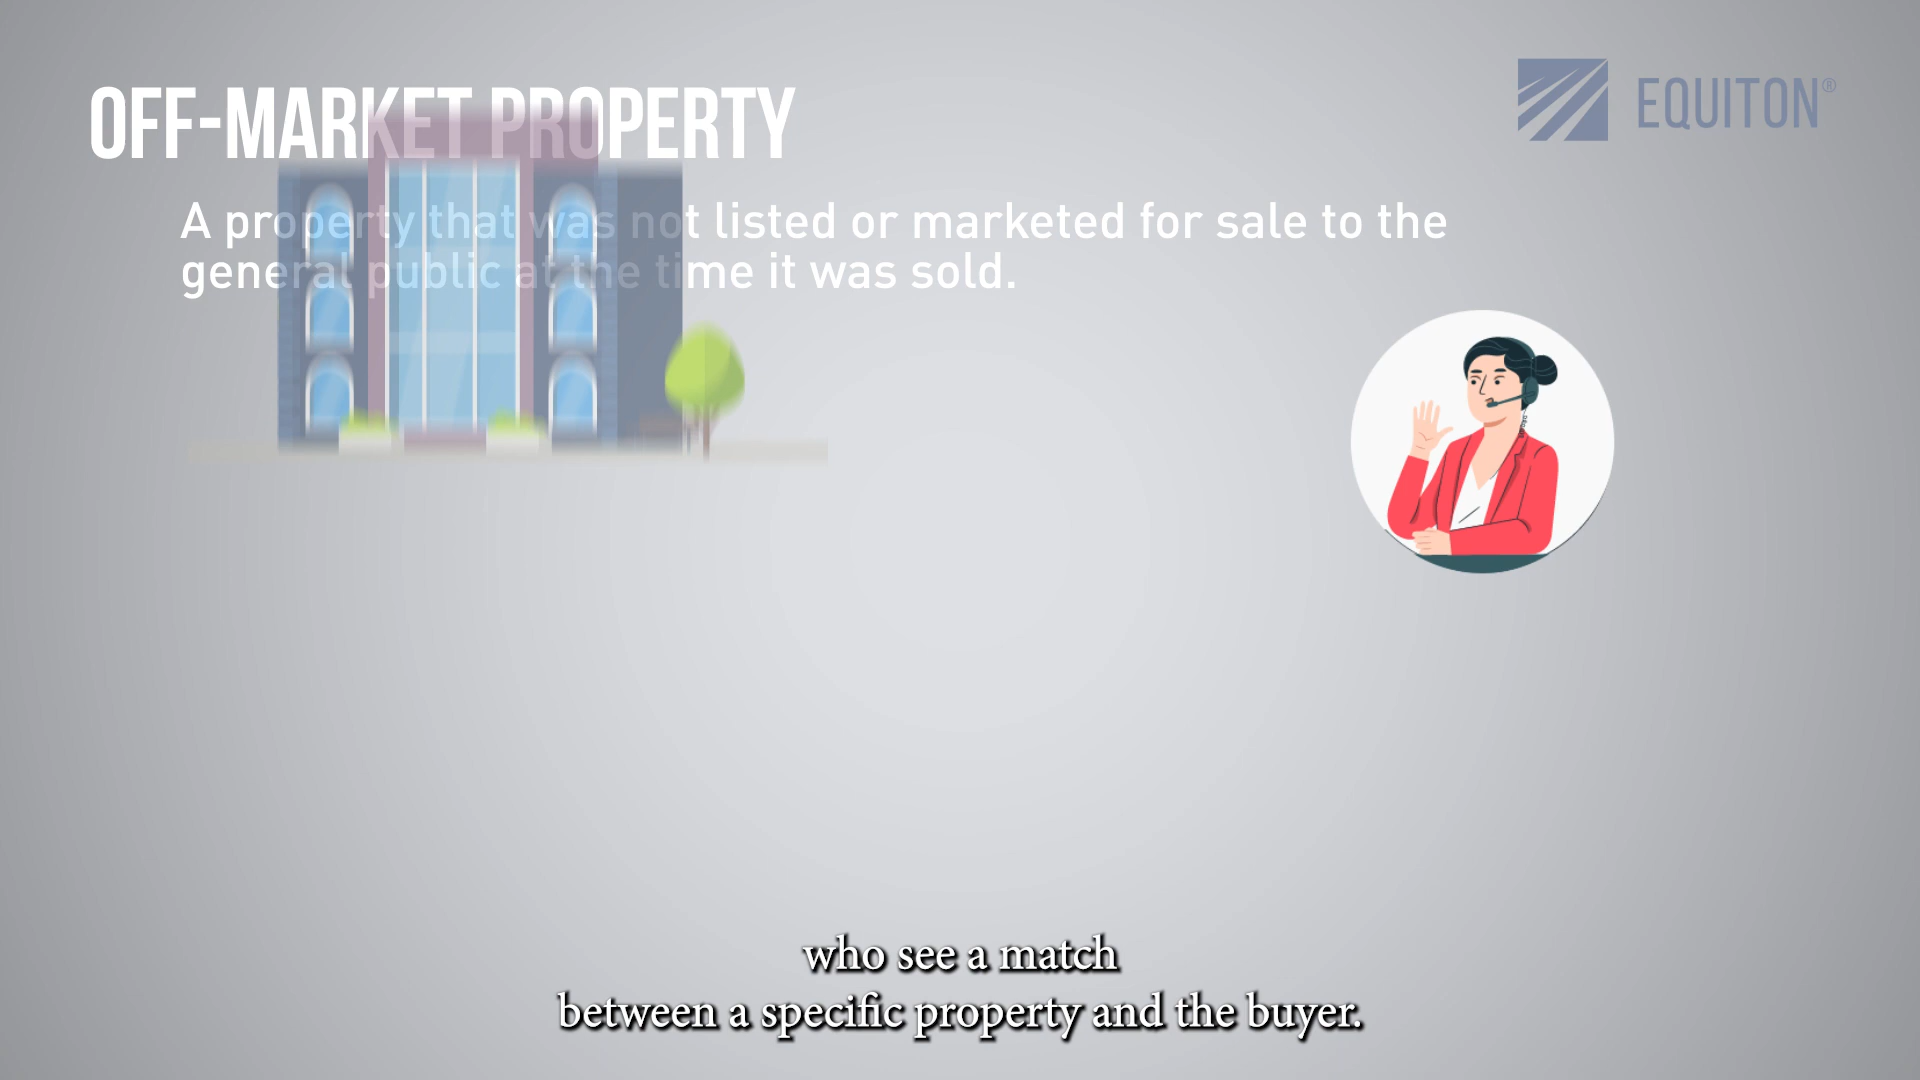 OFF-MARKET PROPERTY
EQUITON®
A property that was not listed or marketed for sale to the
general public at the time it was sold.
who see a match
between a specific property and the buyer.